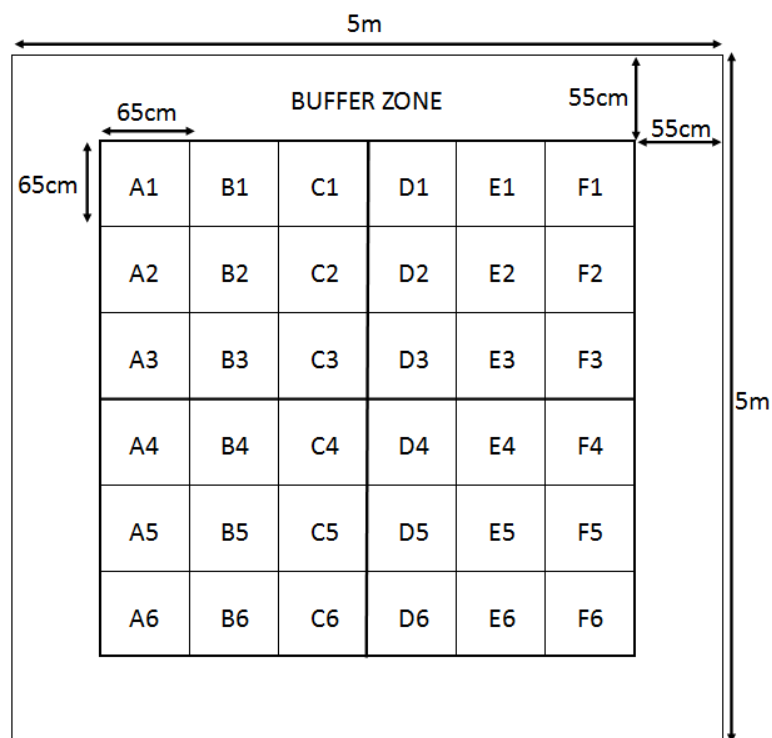 5m
BUFFER ZONE
55cm
65cm
55cm
65cm
A1 B1 C1 D1 E1 F1
A2 B2 C2 D2 E2 F2
A3 B3 C3 D3 E3 F3
5m
A4 B4 C4 D4 E4 F4
A5 B5 C5 D5 E5 F5
A6 B6 C6 D6 E6 F6